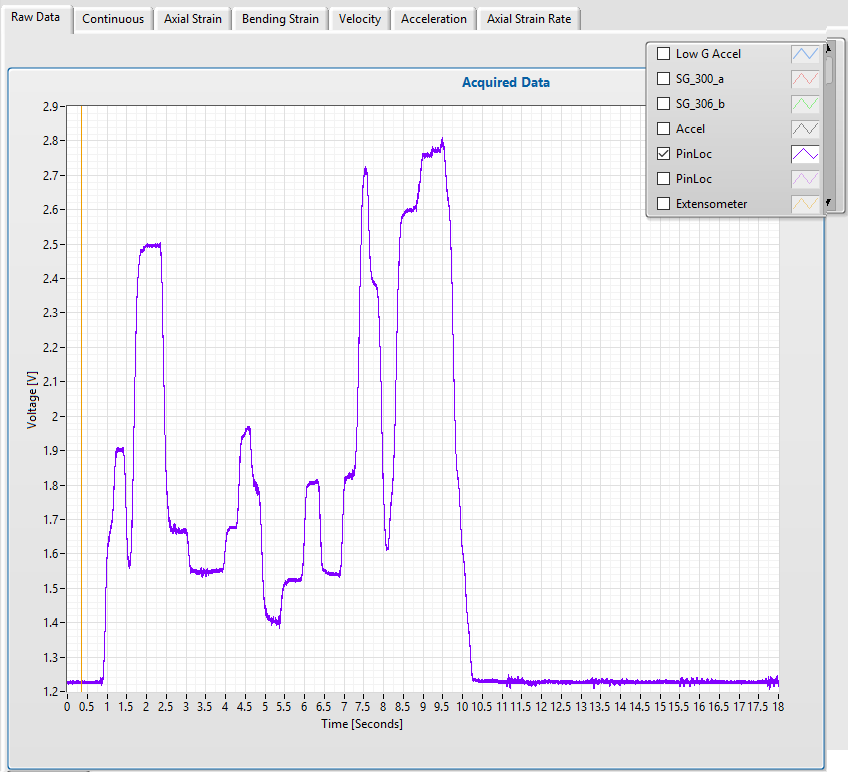 Raw Data Continuous Axial Strain Bending Strain Velocity Acceleration Axial Strain Rate
Acquired Data
Low G Accel
SG_300_a
SG_306_b
Accel
PinLoc
PinLoc
Extensometer
2.9
2.8
2.7
2.6
2.5
2.4
2.3
2.2
2.1
2
1.9
1.8
1.7
1.6
1.5
1.4
1.3
1.2
Voltage [V]
0 0.5 1 1.5 2 2.5 3 3.5 4 4.5 5 5.5 6 6.5 7 7.5 8 8.5 9 9.5 10 10.5 11 11.5 12 12.5 13 13.5 14 14.5 15 15.5 16 16.5 17 17.5 18
Time [Seconds]